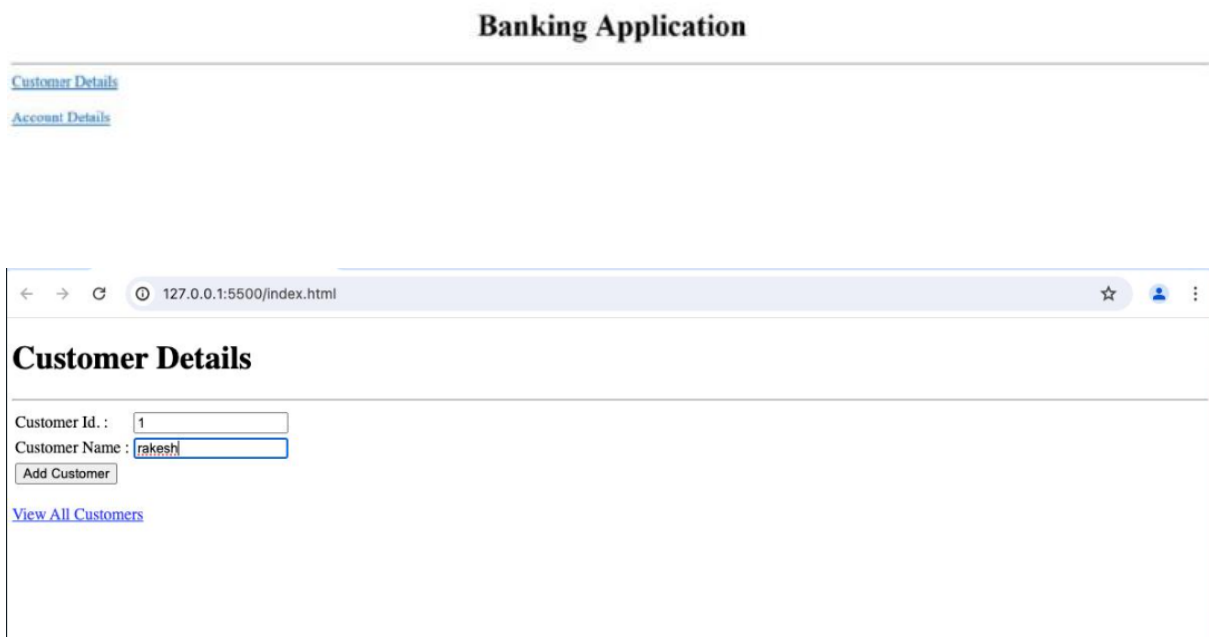 Banking Application
Customer Details
Account Details
127.0.0.1:5500/index.html
Customer Details
Customer Id. : 1
Customer Name : rakesh
Add Customer
View All Customers